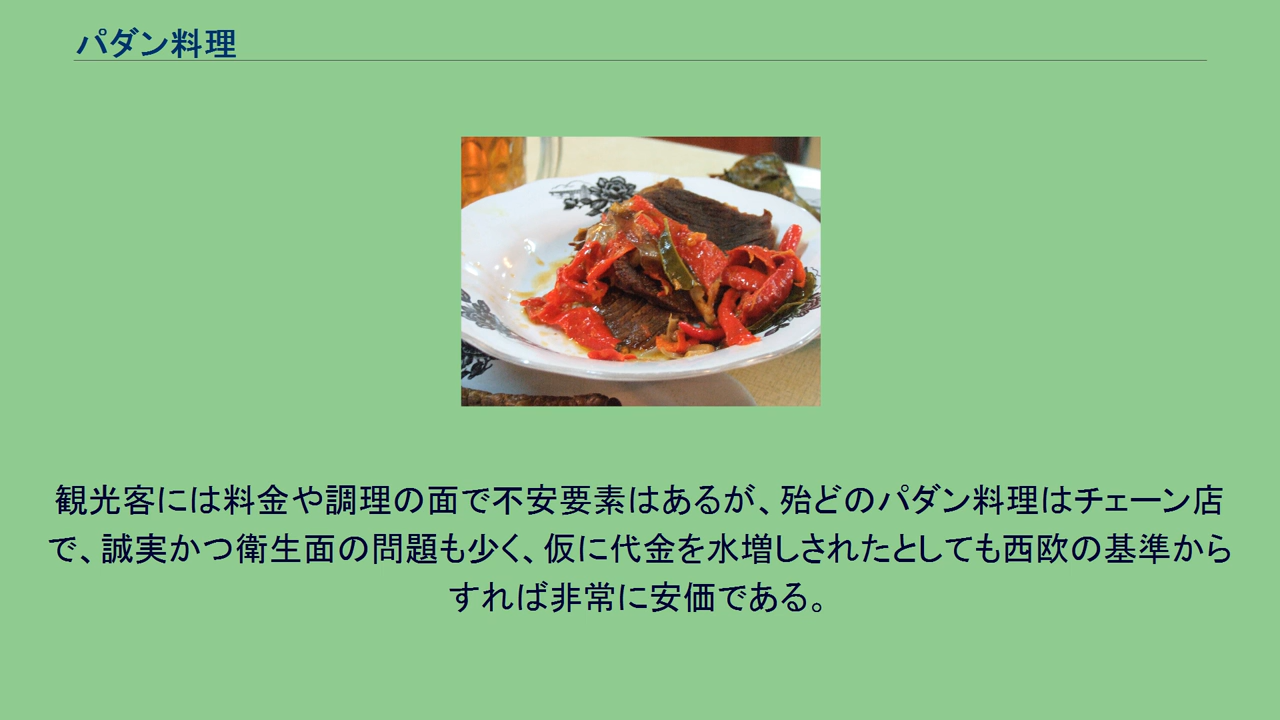 パダン料理
観光客には料金や調理の面で不安要素はあるが、殆どのパダン料理はチェーン店
で、誠実かつ衛生面の問題も少く、仮に代金を水増しされたとしても西欧の基準から
すれば非常に安価である。